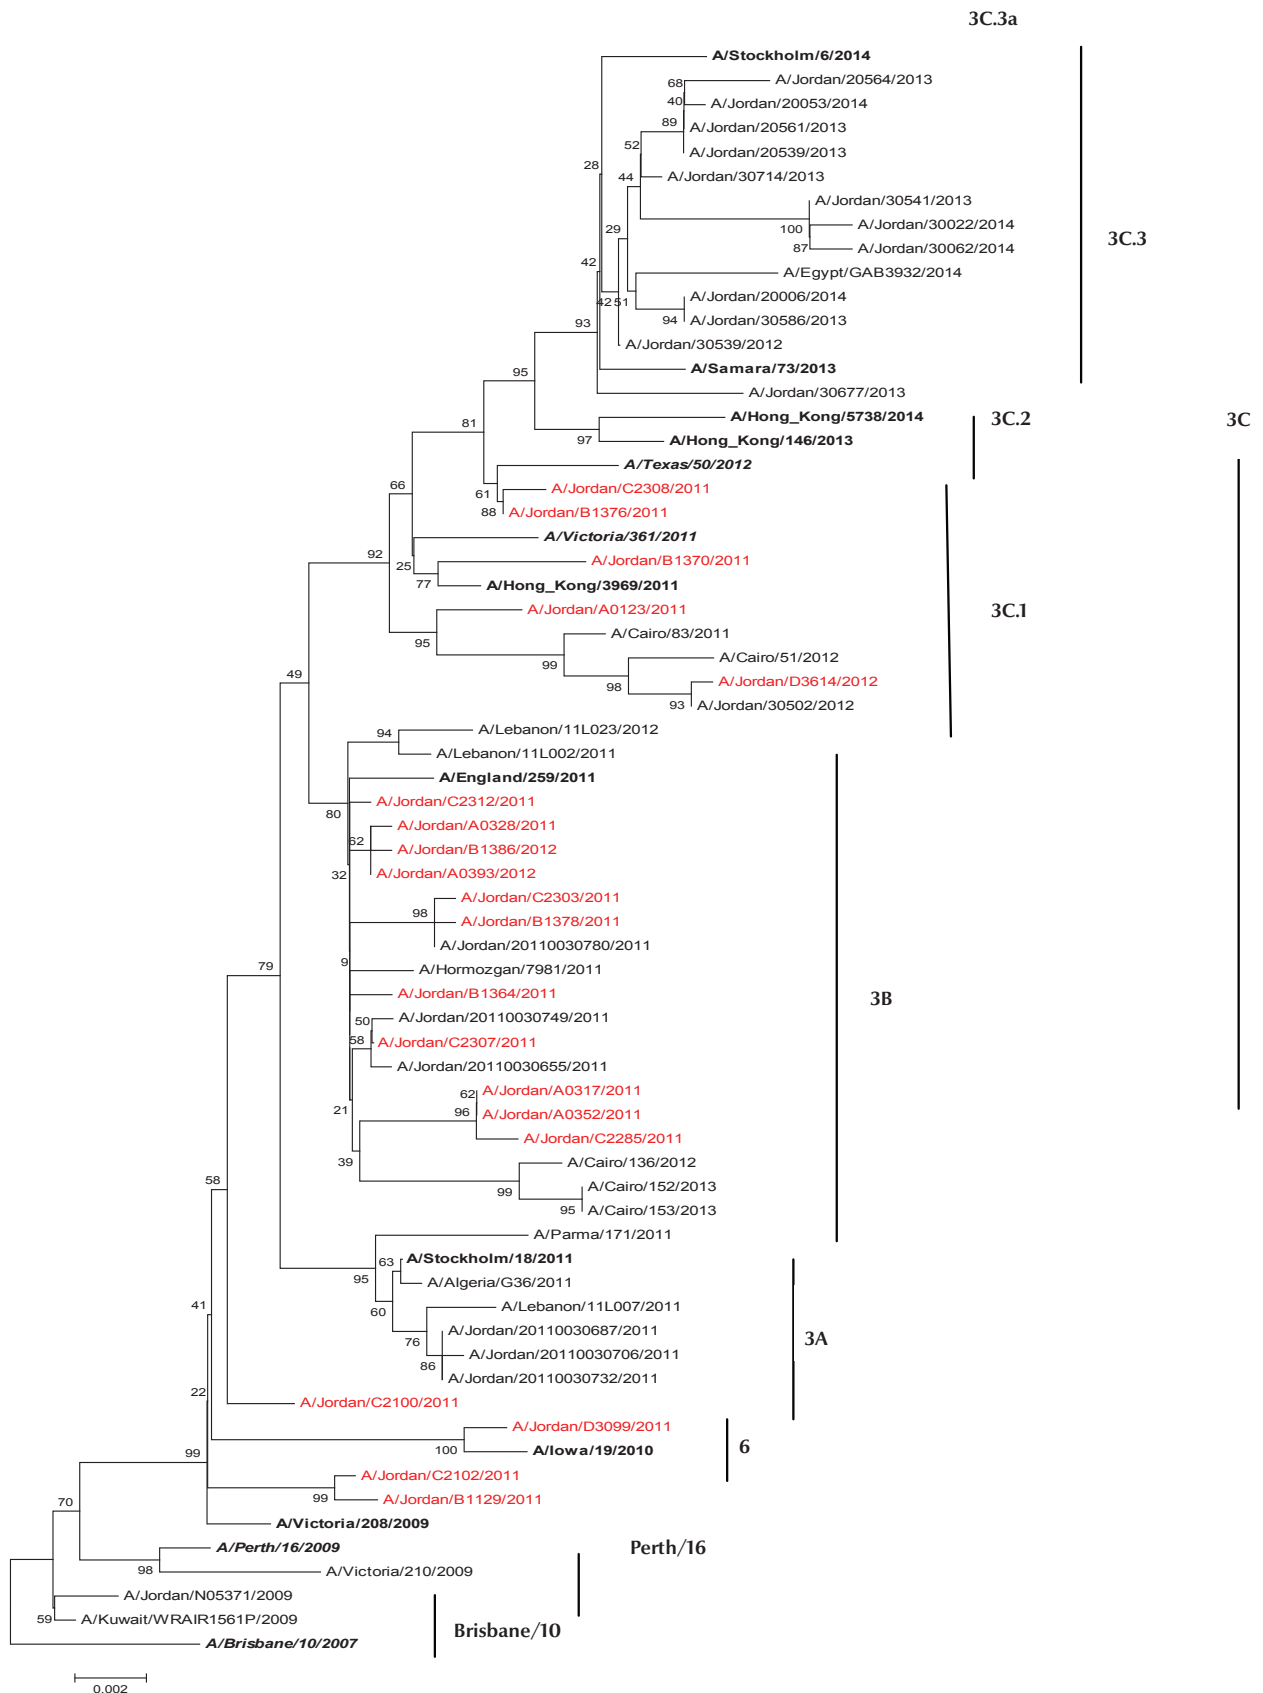 3C.3a
A/Stockholm/6/2014
68
A/Jordan/20564/2013
40
A/Jordan/20053/2014
89
A/Jordan/20561/2013
52
A/Jordan/20539/2013
28
44
A/Jordan/30714/2013
A/Jordan/30541/2013
100
A/Jordan/30022/2014
29
3C.3
87
A/Jordan/30062/2014
42
A/Egypt/GAB3932/2014
42
51
A/Jordan/20006/2014
93
94
A/Jordan/30586/2013
A/Jordan/30539/2012
95
A/Samara/73/2013
A/Jordan/30677/2013
81
A/Hong_Kong/5738/2014
3C.2
3C
97
A/Hong_Kong/146/2013
A/Texas/50/2012
66
61
A/Jordan/C2308/2011
88
A/Jordan/B1376/2011
A/Victoria/361/2011
92
25
A/Jordan/B1370/2011
77
A/Hong_Kong/3969/2011
A/Jordan/A0123/2011
3C.1
95
A/Cairo/83/2011
99
A/Cairo/51/2012
49
98
A/Jordan/D3614/2012
93
A/Jordan/30502/2012
94
A/Lebanon/11L023/2012
A/Lebanon/11L002/2011
A/England/259/2011
80
A/Jordan/C2312/2011
A/Jordan/A0328/2011
62
A/Jordan/B1386/2012
32
A/Jordan/A0393/2012
A/Jordan/C2303/2011
98
A/Jordan/B1378/2011
A/Jordan/20110030780/2011
79
9
A/Hormozgan/7981/2011
A/Jordan/B1364/2011
3B
50
A/Jordan/20110030749/2011
58
A/Jordan/C2307/2011
A/Jordan/20110030655/2011
62
A/Jordan/A0317/2011
21
96
A/Jordan/A0352/2011
A/Jordan/C2285/2011
39
A/Cairo/136/2012
58
99
A/Cairo/152/2013
95
A/Cairo/153/2013
A/Parma/171/2011
63
A/Stockholm/18/2011
95
A/Algeria/G36/2011
41
60
A/Lebanon/11L007/2011
76
A/Jordan/20110030687/2011
3A
86
A/Jordan/20110030706/2011
A/Jordan/20110030732/2011
22
A/Jordan/C2100/2011
A/Jordan/D3099/2011
99
100
A/Iowa/19/2010
6
A/Jordan/C2102/2011
70
99
A/Jordan/B1129/2011
A/Victoria/208/2009
A/Perth/16/2009
Perth/16
98
A/Victoria/210/2009
A/Jordan/N05371/2009
59
A/Kuwait/WRAIR1561P/2009
Brisbane/10
A/Brisbane/10/2007
0.002